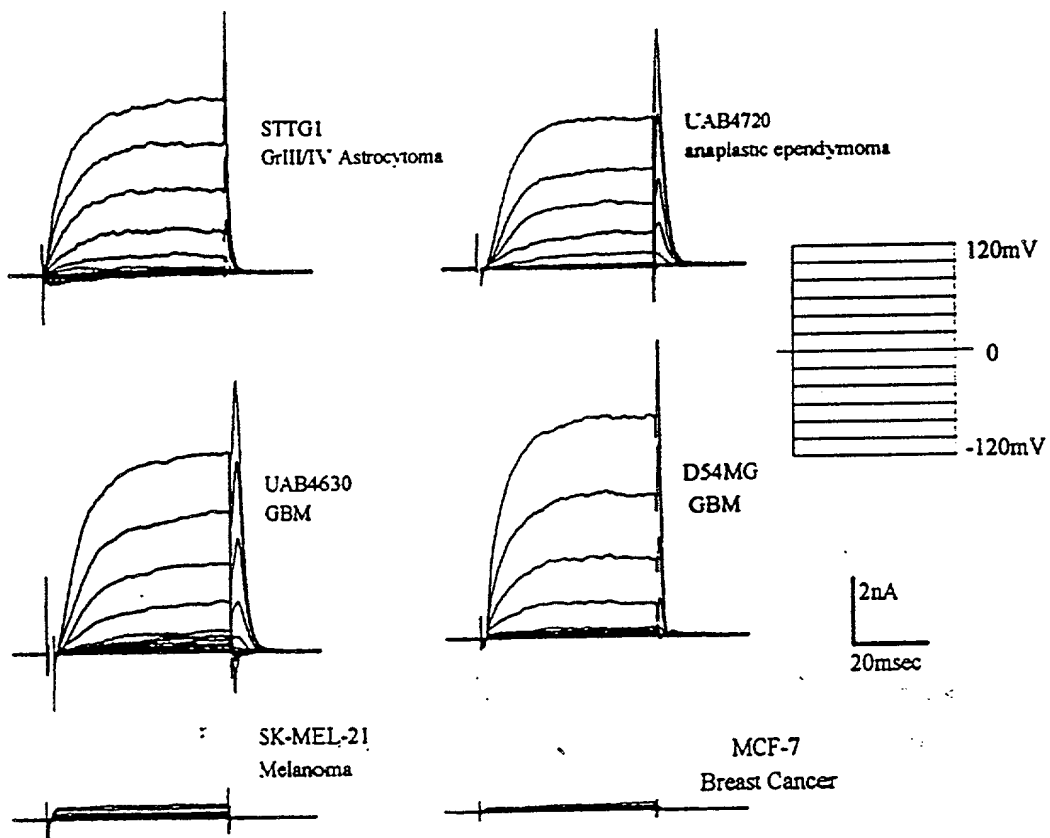 STTG1
GrIII/IV Astrocytoma
UAB4720
anaplastic ependymoma
120mV
0
-120mV
UAB4630
GBM
D54MG
GBM
2nA
20msec
SK-MEL-21
Melanoma
MCF-7
Breast Cancer